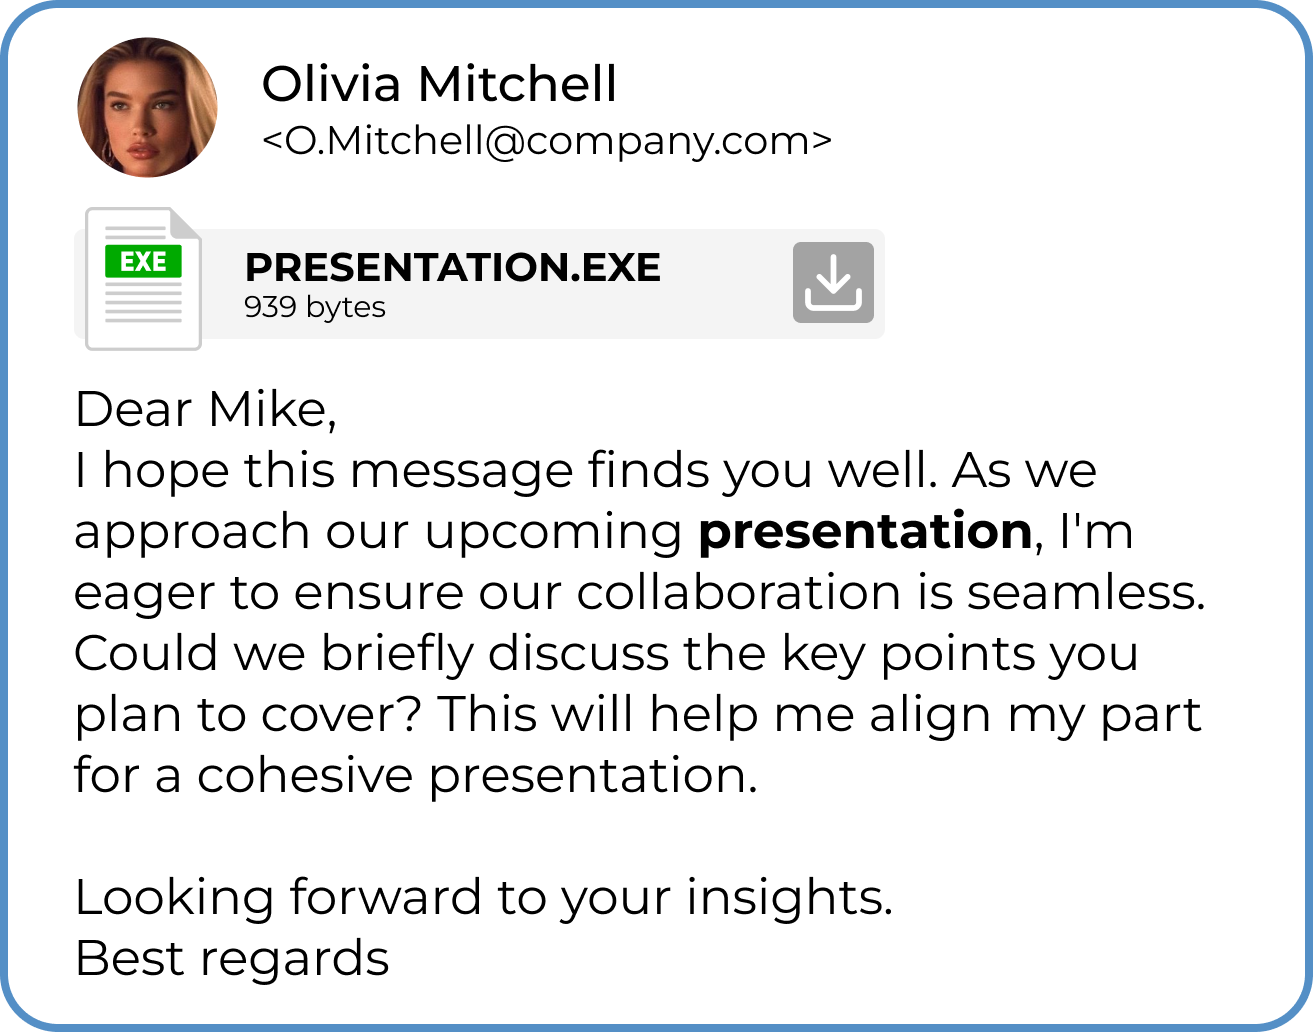 Olivia Mitchell
<O.Mitchell@company.com>
EXE
PRESENTATION.EXE
939 bytes
Dear Mike,
I hope this message finds you well. As we
approach our upcoming presentation, I'm
eager to ensure our collaboration is seamless.
Could we briefly discuss the key points you
plan to cover? This will help me align my part
for a cohesive presentation.
Looking forward to your insights.
Best regards